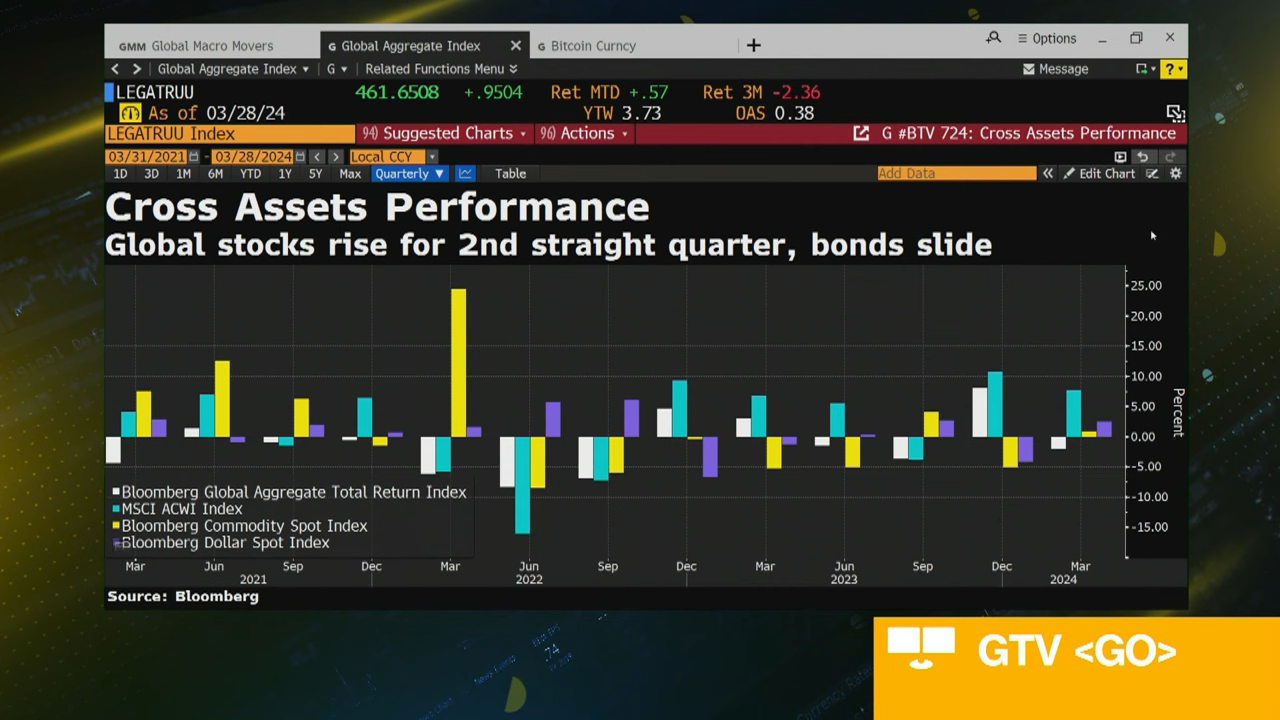 GMM Global Macro Movers
G Global Aggregate Index
G Bitcoin Curncy
Options
Global Aggregate Index
G
Related Functions Menu
Message
?
LEGATRUU 461.6508 +.9504 Ret MTD +.57 Ret 3M -2.36
As of 03/28/24 YTW 3.73 OAS 0.38
LEGATRUU Index 94) Suggested Charts 96) Actions G #BTV 724: Cross Assets Performance
03/31/2021 - 03/28/2024 Local CCY
1D 3D 1M 6M YTD 1Y 5Y Max Quarterly Table Add Data Edit Chart
Cross Assets Performance
Global stocks rise for 2nd straight quarter, bonds slide
25.00
20.00
15.00
10.00
5.00
0.00
-5.00
-10.00
-15.00
Percent
Bloomberg Global Aggregate Total Return Index
MSCI ACWI Index
Bloomberg Commodity Spot Index
Bloomberg Dollar Spot Index
Mar Jun Sep Dec Mar Jun Sep Dec Mar Jun Sep Dec Mar
2021 2022 2023 2024
Source: Bloomberg
GTV <GO>